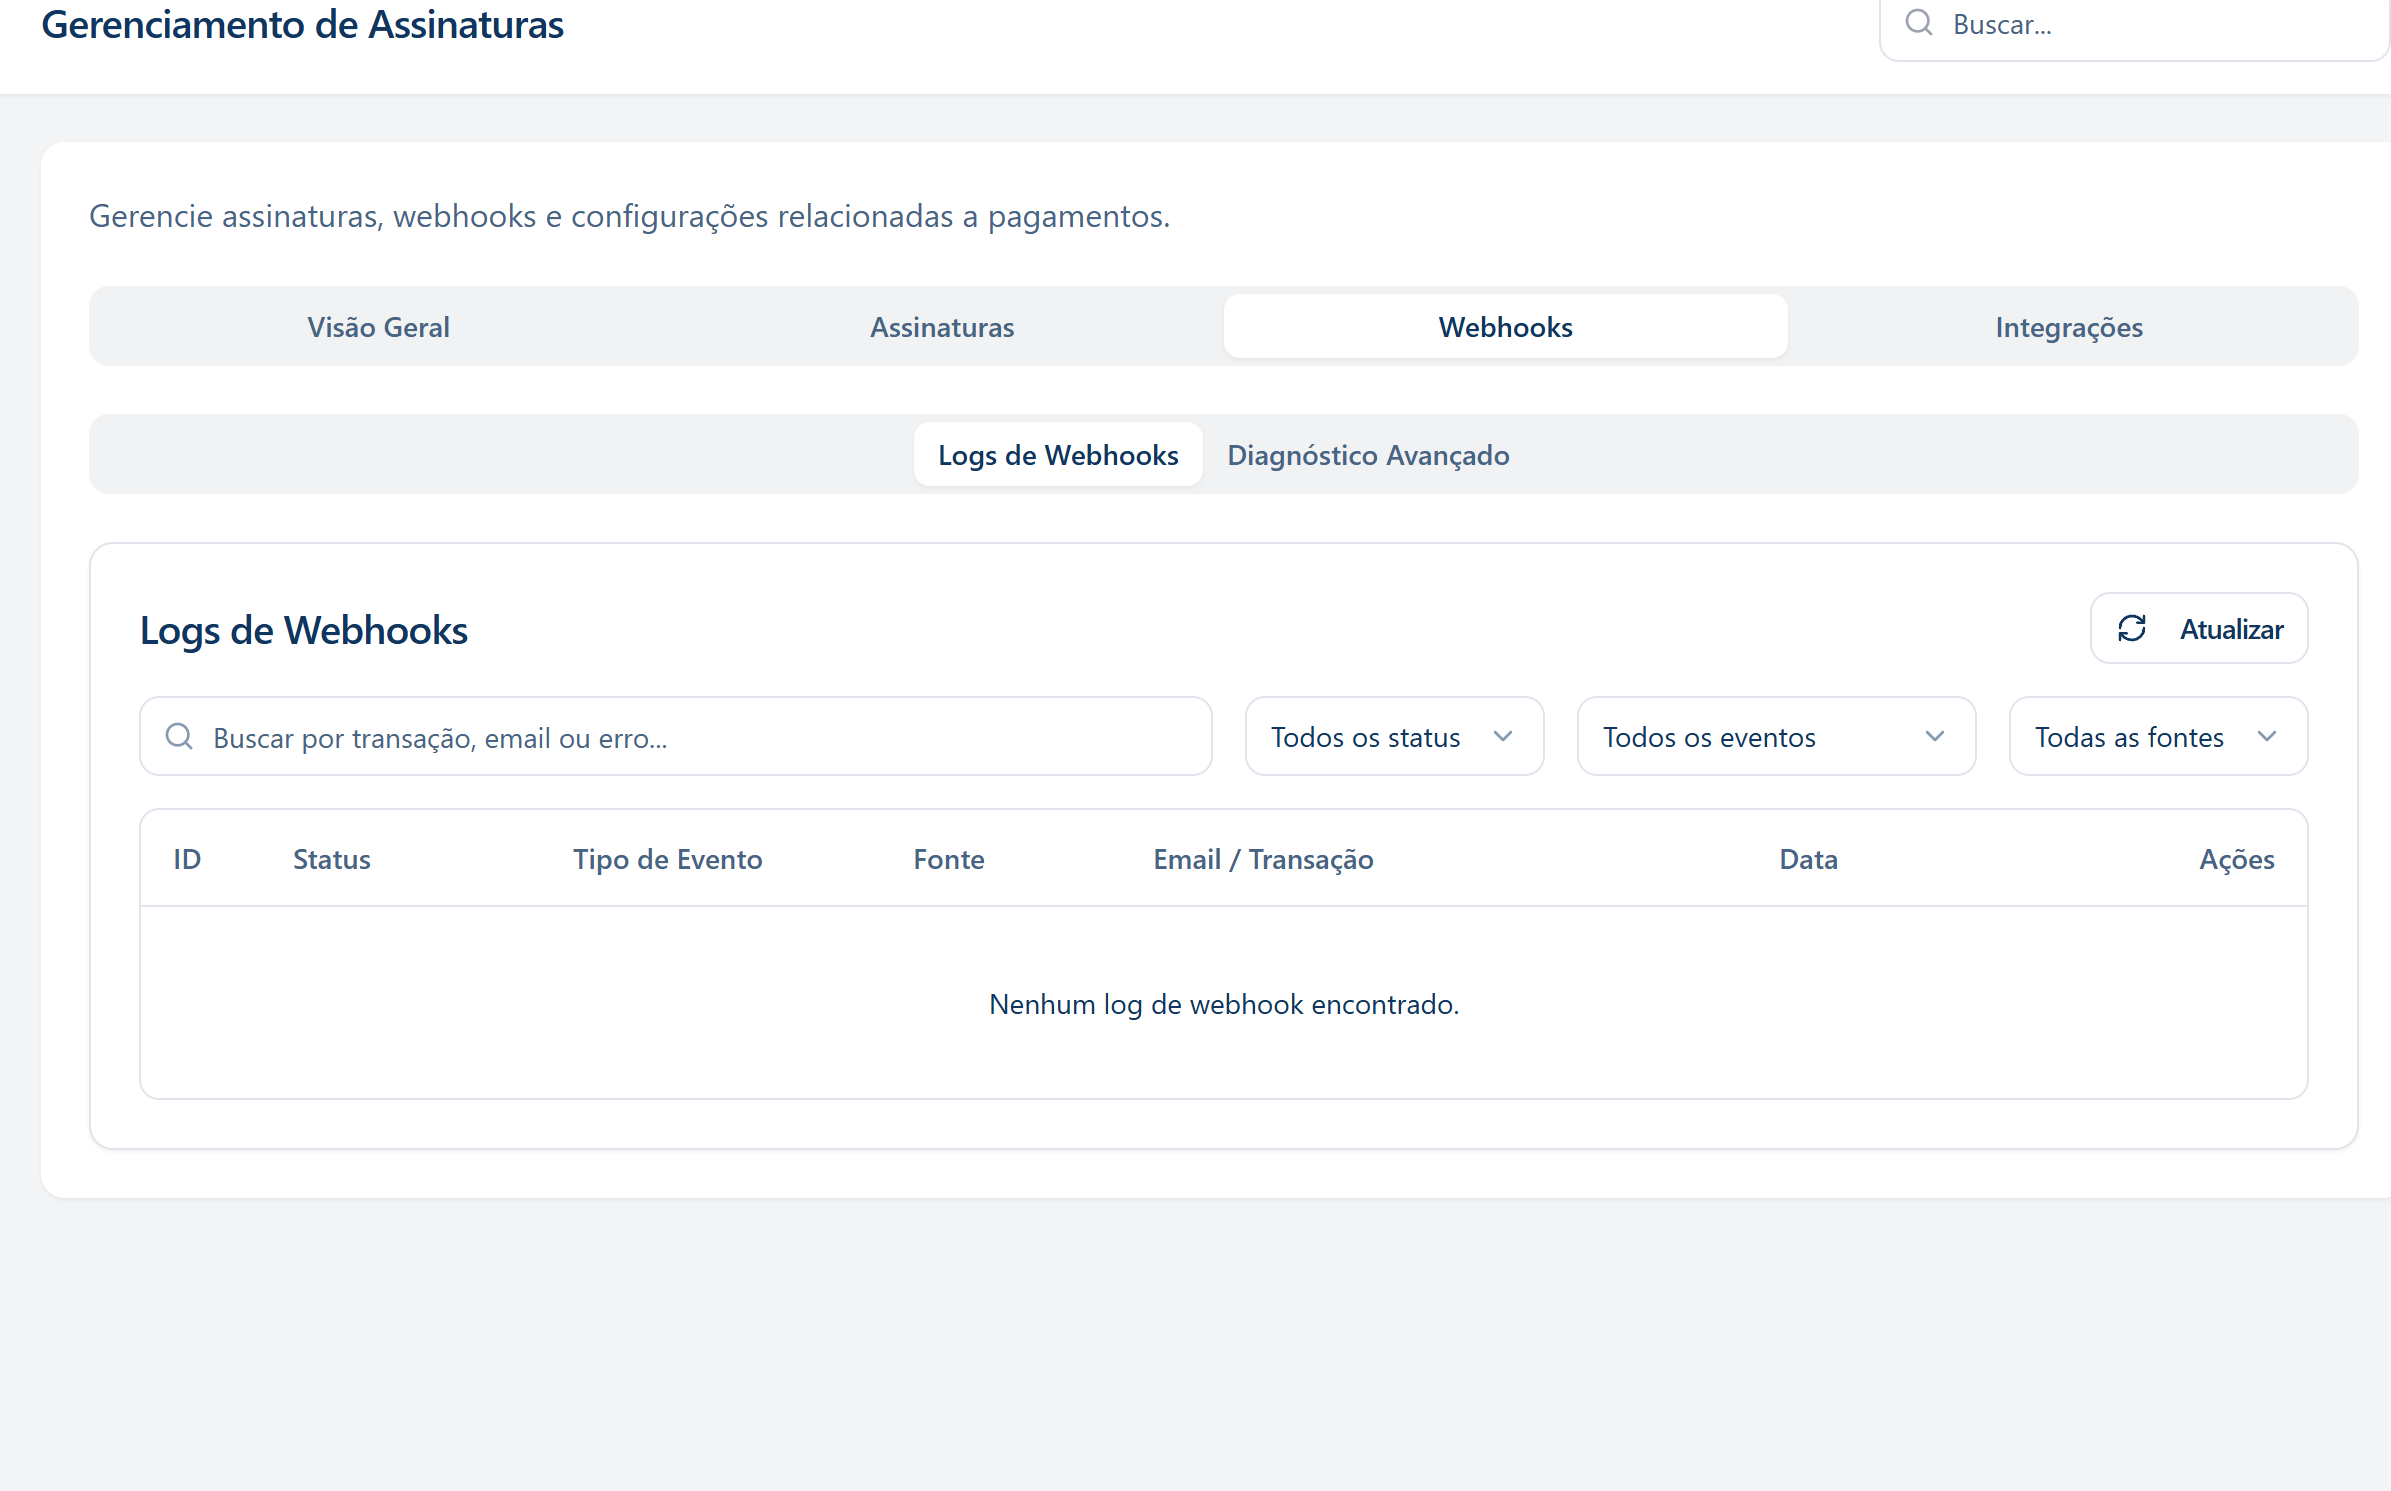 Gerenciamento de Assinaturas
Buscar...
Gerencie assinaturas, webhooks e configurações relacionadas a pagamentos.
Visão Geral
Assinaturas
Webhooks
Integrações
Logs de Webhooks
Diagnóstico Avançado
Logs de Webhooks
Atualizar
Buscar por transação, email ou erro...
Todos os status
Todos os eventos
Todas as fontes
ID
Status
Tipo de Evento
Fonte
Email / Transação
Data
Ações
Nenhum log de webhook encontrado.